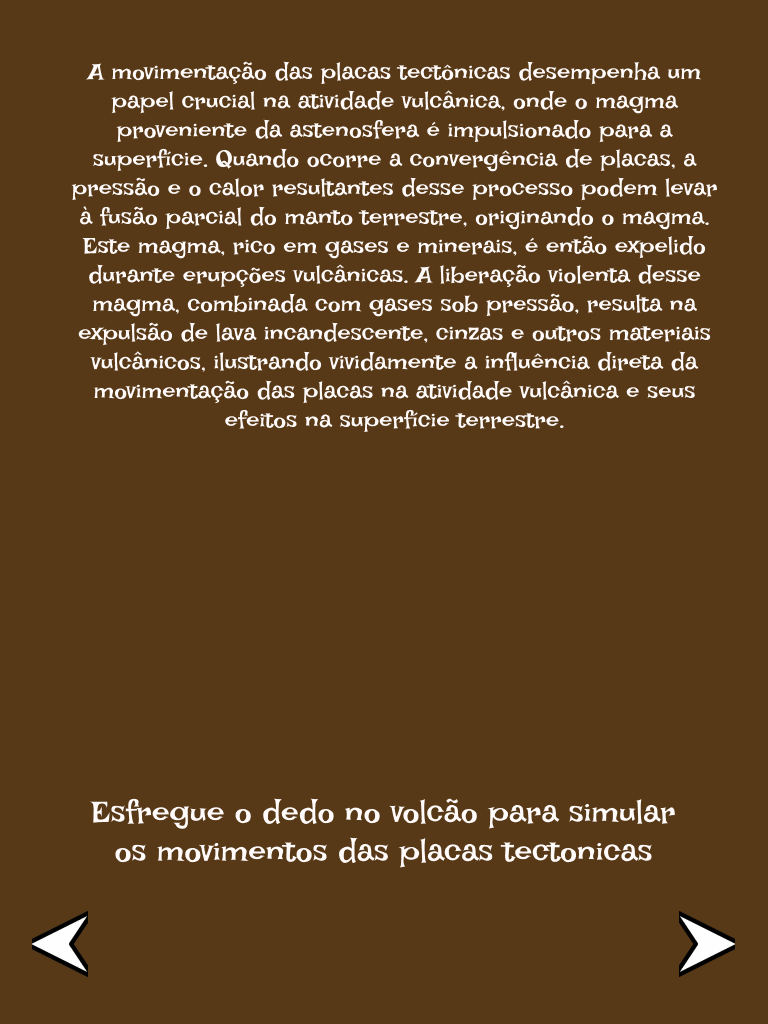 A movimentação das placas tectônicas desempenha um
papel crucial na atividade vulcânica, onde o magma
proveniente da astenosfera é impulsionado para a
superfície. Quando ocorre a convergência de placas, a
pressão e o calor resultantes desse processo podem levar
à fusão parcial do manto terrestre, originando o magma.
Este magma, rico em gases e minerais, é então expelido
durante erupções vulcânicas. A liberação violenta desse
magma, combinada com gases sob pressão, resulta na
expulsão de lava incandescente, cinzas e outros materiais
vulcânicos, ilustrando vividamente a influência direta da
movimentação das placas na atividade vulcânica e seus
efeitos na superfície terrestre.
Esfregue o dedo no volcão para simular
os movimentos das placas tectonicas